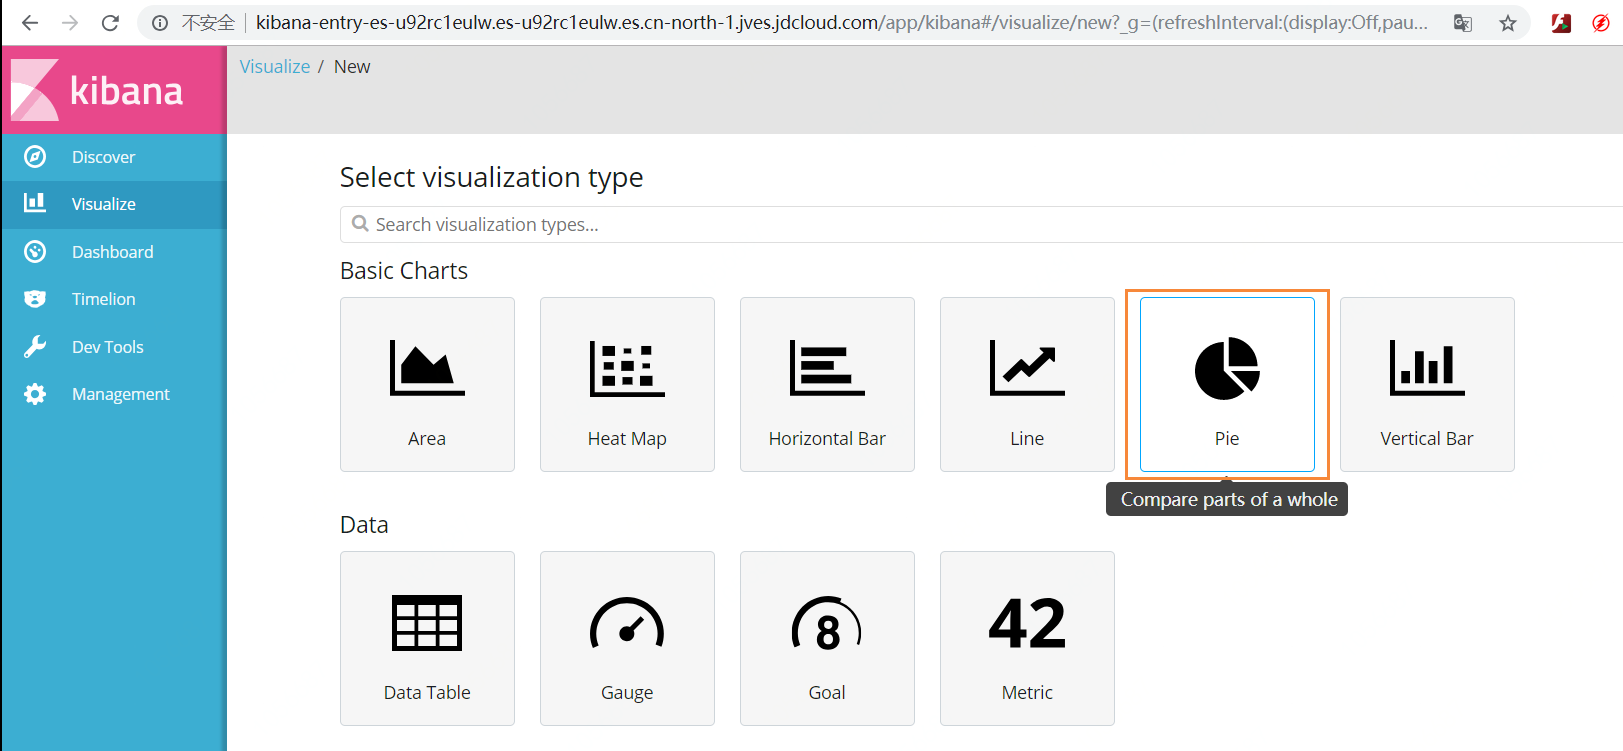 不安全 kibana-entry-es-u92rc1eulw.es-u92rc1eulw.es.cn-north-1.jves.jdcloud.com/app/kibana#/visualize/new?_g=(refreshInterval:(display:Off,pau...
kibana
Visualize / New
Discover
Visualize
Dashboard
Timelion
Dev Tools
Management
Select visualization type
Search visualization types...
Basic Charts
Area
Heat Map
Horizontal Bar
Line
Pie
Vertical Bar
Compare parts of a whole
Data
8
42
Data Table
Gauge
Goal
Metric